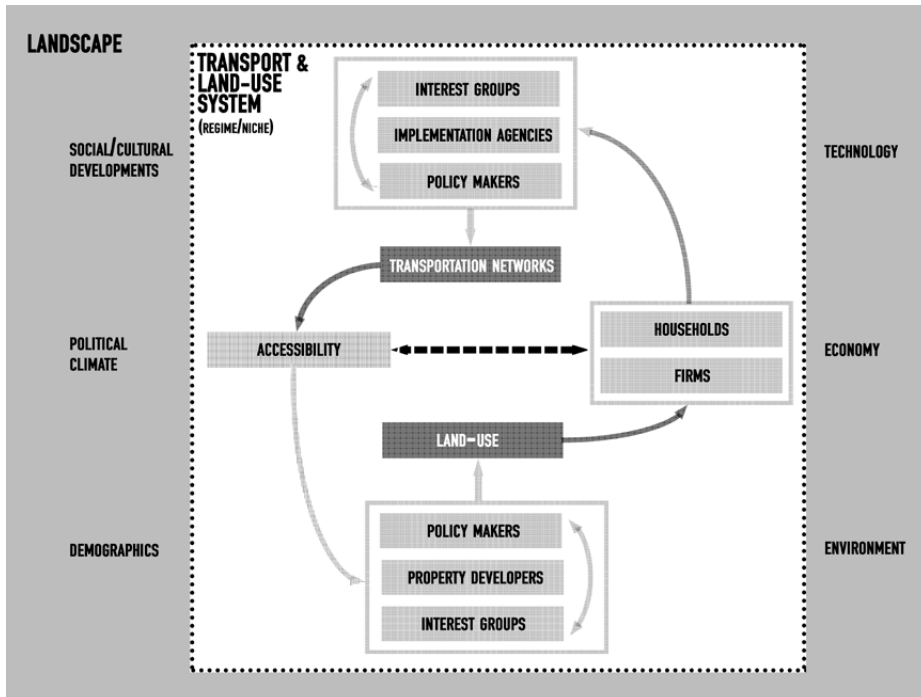 LANDSCAPE
TRANSPORT &
LAND-USE
SYSTEM
(REGIME/NICHE)
INTEREST GROUPS
IMPLEMENTATION AGENCIES
POLICY MAKERS
SOCIAL/CULTURAL
DEVELOPMENTS
TECHNOLOGY
TRANSPORTATION NETWORKS
POLITICAL
CLIMATE
ACCESSIBILITY
HOUSEHOLDS
FIRMS
ECONOMY
LAND-USE
POLICY MAKERS
PROPERTY DEVELOPERS
INTEREST GROUPS
DEMOGRAPHICS
ENVIRONMENT